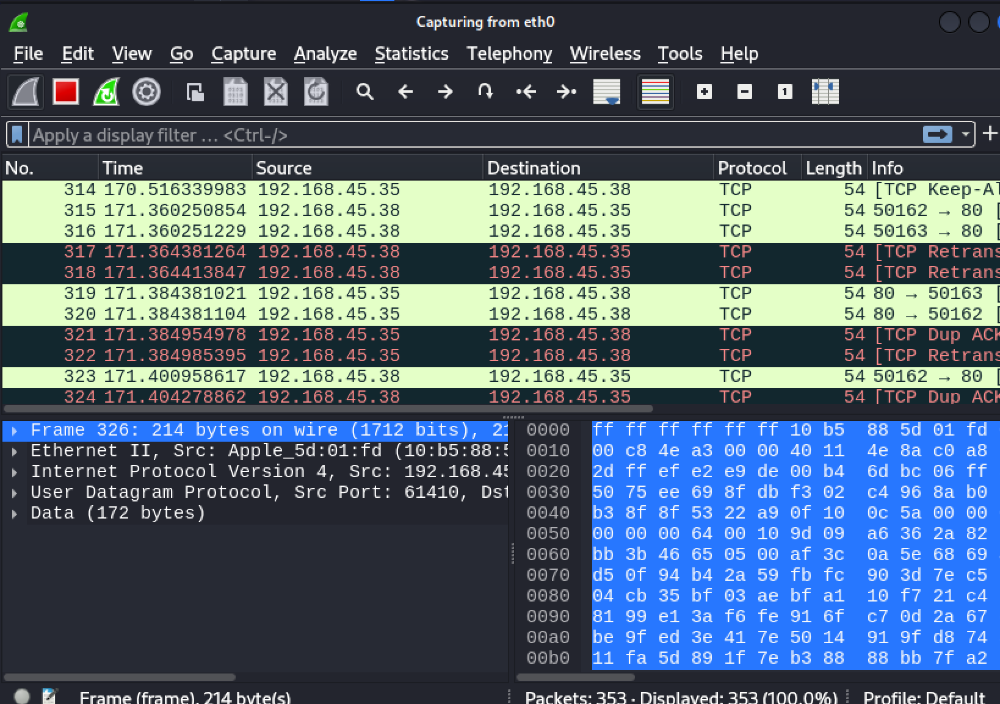 Capturing from eth0
File Edit View Go Capture Analyze Statistics Telephony Wireless Tools Help
Apply a display filter … <Ctrl-/>
No. Time Source Destination Protocol Length Info
314 170.516339983 192.168.45.35 192.168.45.38 TCP 54 [TCP Keep-Al
315 171.360250854 192.168.45.38 192.168.45.35 TCP 54 50162 → 80 [
316 171.360251229 192.168.45.38 192.168.45.35 TCP 54 50163 → 80 [
317 171.364381264 192.168.45.38 192.168.45.35 TCP 54 [TCP Retrans
318 171.364413847 192.168.45.38 192.168.45.35 TCP 54 [TCP Retrans
319 171.384381021 192.168.45.35 192.168.45.38 TCP 54 80 → 50163 [
320 171.384381104 192.168.45.35 192.168.45.38 TCP 54 80 → 50162 [
321 171.384954978 192.168.45.35 192.168.45.38 TCP 54 [TCP Dup ACK
322 171.384985395 192.168.45.35 192.168.45.38 TCP 54 [TCP Retrans
323 171.400958617 192.168.45.38 192.168.45.35 TCP 54 50162 → 80 [
324 171.404278862 192.168.45.38 192.168.45.35 TCP 54 [TCP Dup ACK
Frame 326: 214 bytes on wire (1712 bits), 21
Ethernet II, Src: Apple_5d:01:fd (10:b5:88:5
Internet Protocol Version 4, Src: 192.168.45
User Datagram Protocol, Src Port: 61410, Dst
Data (172 bytes)
0000 ff ff ff ff ff ff 10 b5 88 5d 01 fd
0010 00 c8 4e a3 00 00 40 11 4e 8a c0 a8
0020 2d ff ef e2 e9 de 00 b4 6d bc 06 ff
0030 50 75 ee 69 8f db f3 02 c4 96 8a b0
0040 b3 8f 8f 53 22 a9 0f 10 0c 5a 00 00
0050 00 00 00 64 00 10 9d 09 a6 36 2a 82
0060 bb 3b 46 65 05 00 af 3c 0a 5e 68 69
0070 d5 0f 94 b4 2a 59 fb fc 90 3d 7e c5
0080 04 cb 35 bf 03 ae bf a1 10 f7 21 c4
0090 81 99 e1 3a f6 fe 91 6f c7 0d 2a 67
00a0 be 9f ed 3e 41 7e 50 14 91 9f d8 74
00b0 11 fa 5d 89 1f 7e b3 88 88 bb 7f a2
Frame (frame), 214 byte(s) Packets: 353 · Displayed: 353 (100.0%) Profile: Default